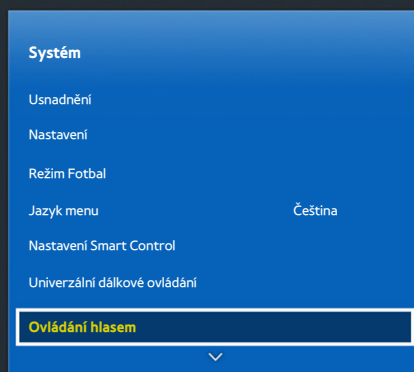 Systém
Usnadnění
Nastavení
Režim Fotbal
Jazyk menu Čeština
Nastavení Smart Control
Univerzální dálkové ovládání
Ovládání hlasem